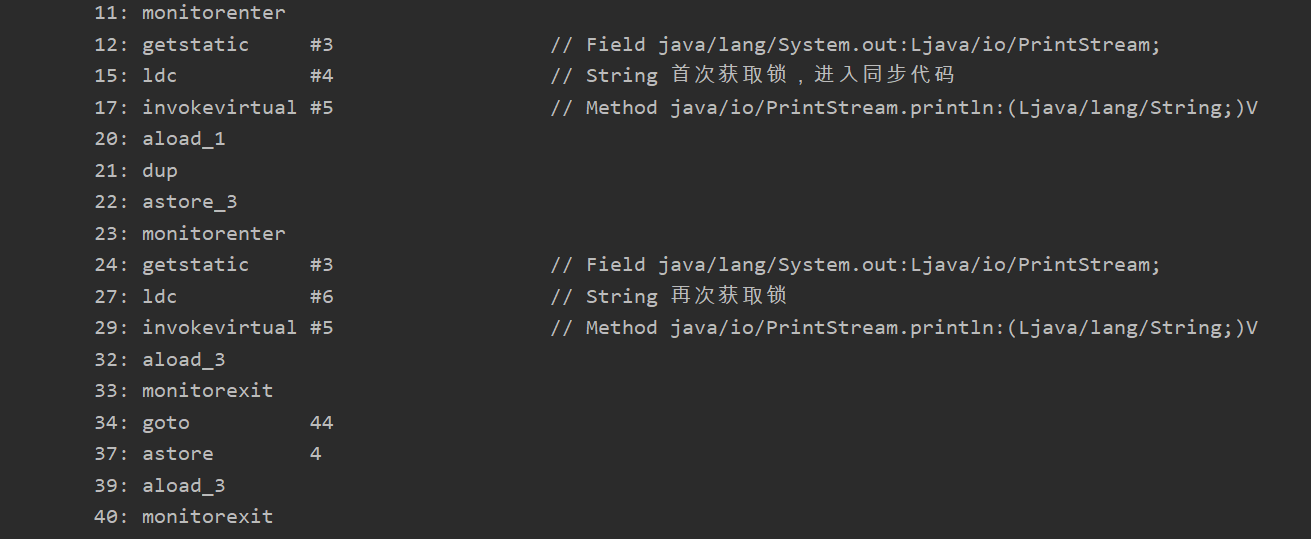 11: monitorenter
12: getstatic     #3                  // Field java/lang/System.out:Ljava/io/PrintStream;
15: ldc           #4                  // String 首次获取锁，进入同步代码
17: invokevirtual #5                  // Method java/io/PrintStream.println:(Ljava/lang/String;)V
20: aload_1
21: dup
22: astore_3
23: monitorenter
24: getstatic     #3                  // Field java/lang/System.out:Ljava/io/PrintStream;
27: ldc           #6                  // String 再次获取锁
29: invokevirtual #5                  // Method java/io/PrintStream.println:(Ljava/lang/String;)V
32: aload_3
33: monitorexit
34: goto          44
37: astore        4
39: aload_3
40: monitorexit